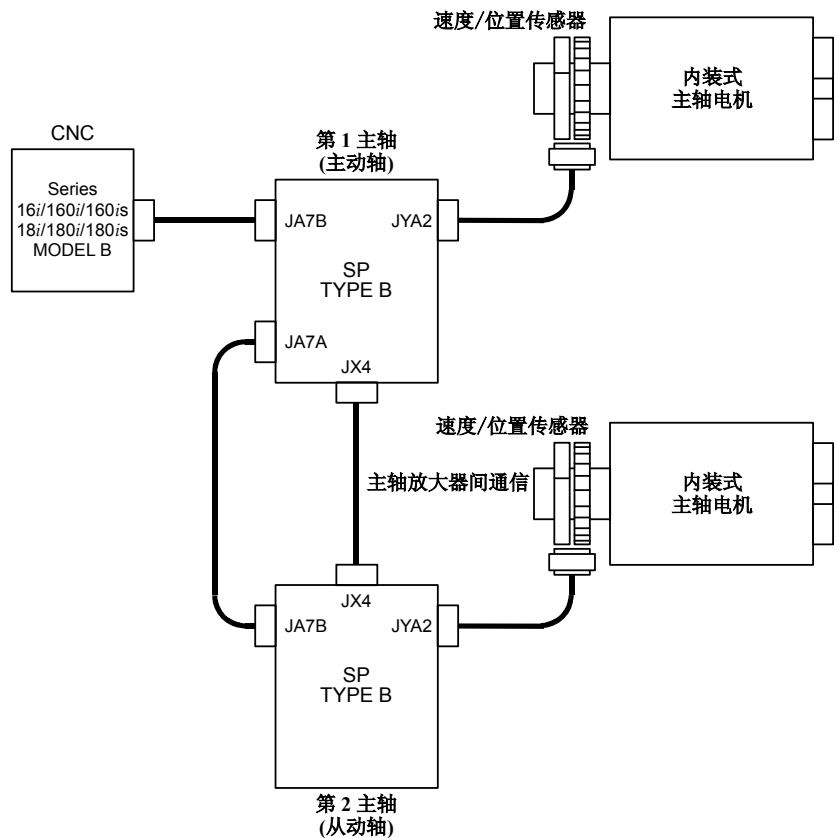 速度/位置传感器
内装式
主轴电机
CNC
第 1 主轴
(主动轴)
Series
16i/160i/160is
18i/180i/180is
MODEL B
JA7B
JYA2
SP
TYPE B
JA7A
JX4
速度/位置传感器
主轴放大器间通信
内装式
主轴电机
JX4
JA7B
JYA2
SP
TYPE B
第 2 主轴
(从动轴)